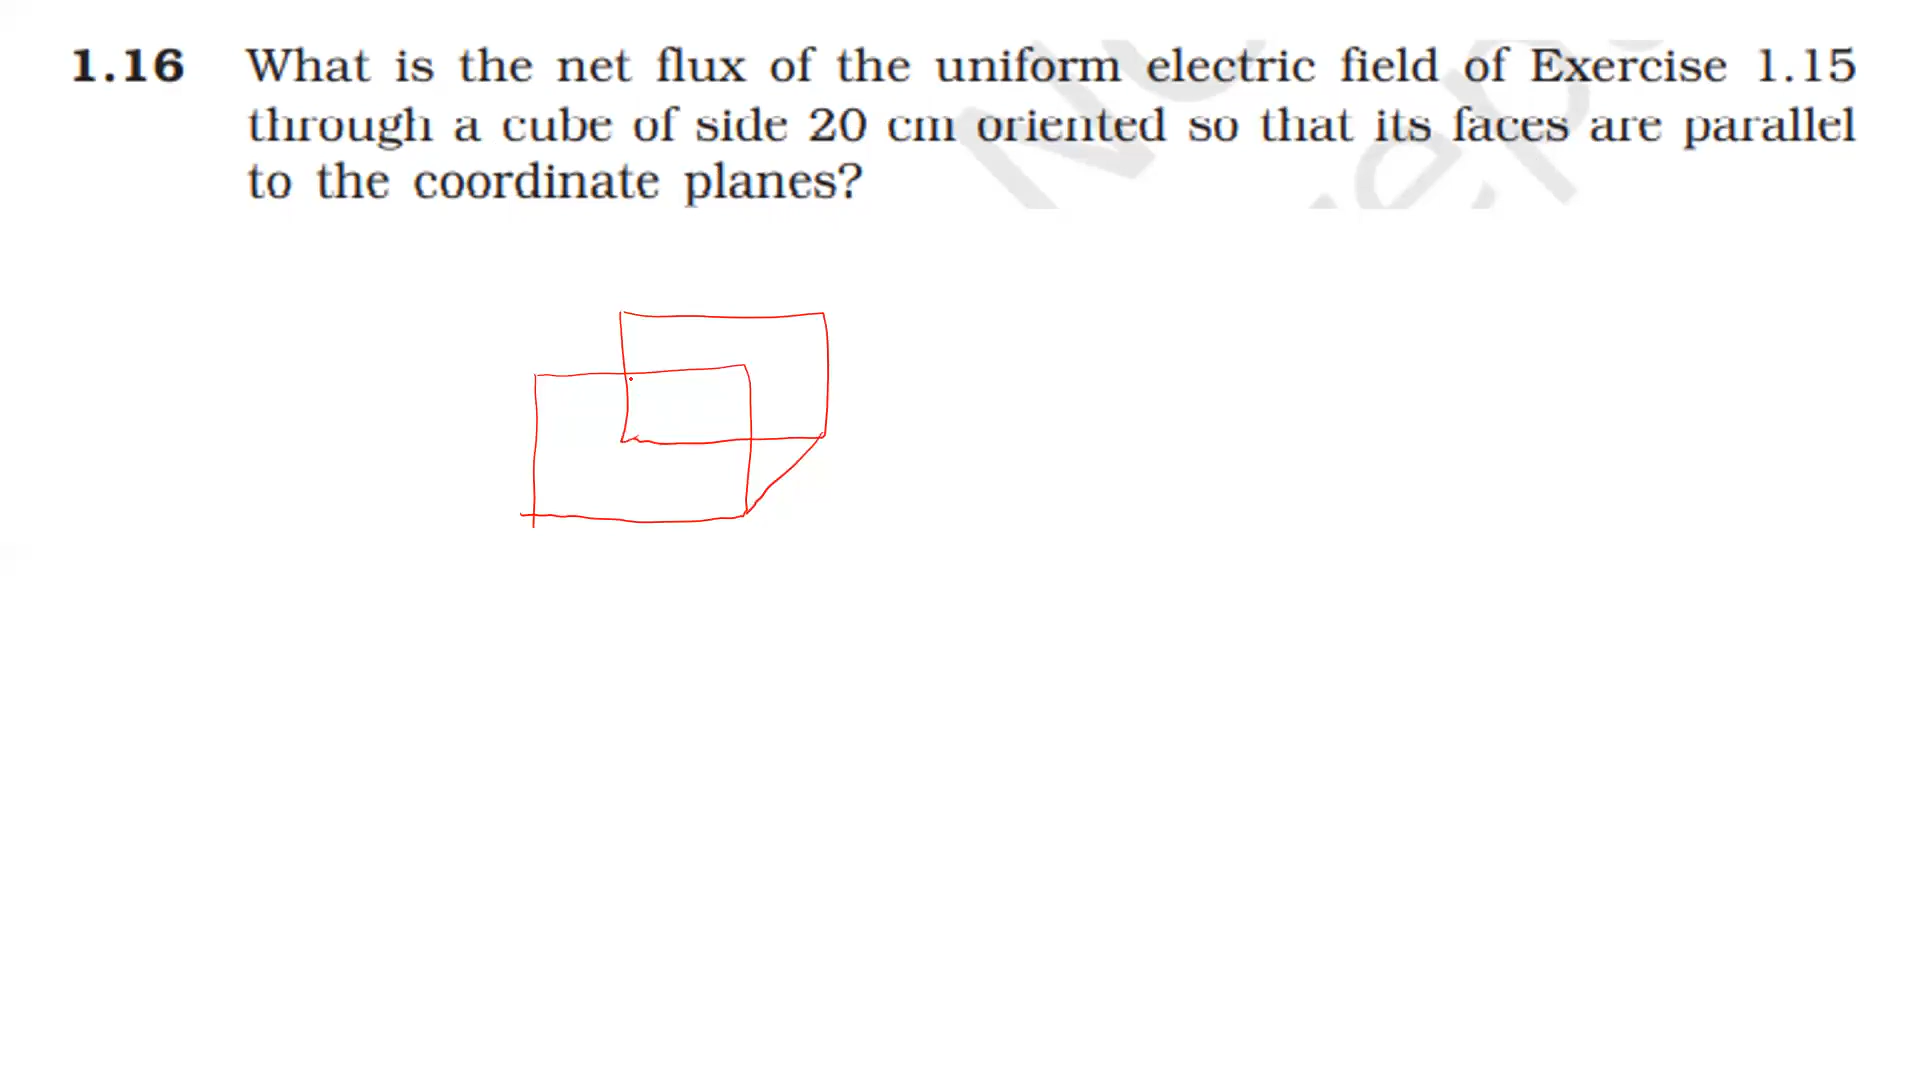 1.16 What is the net flux of the uniform electric field of Exercise 1.15
through a cube of side 20 cm oriented so that its faces are parallel
to the coordinate planes?